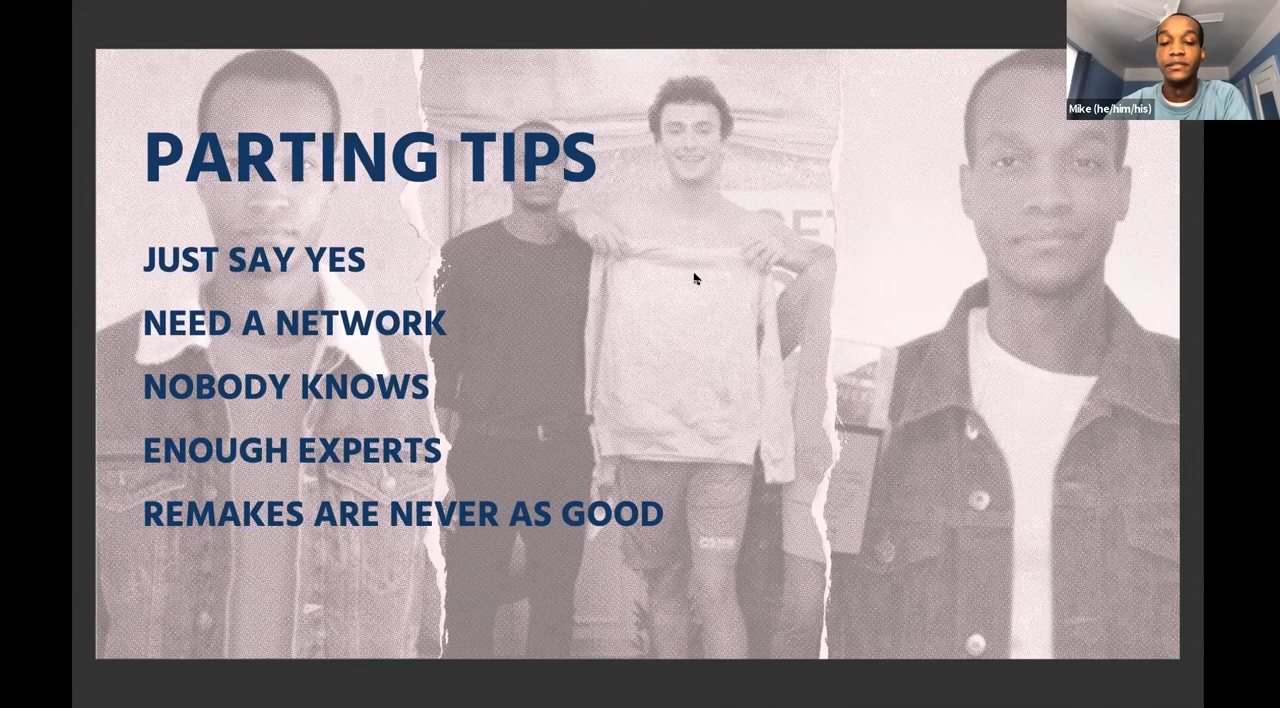 Mike (he/him/his)
PARTING TIPS
JUST SAY YES
NEED A NETWORK
NOBODY KNOWS
ENOUGH EXPERTS
REMAKES ARE NEVER AS GOOD